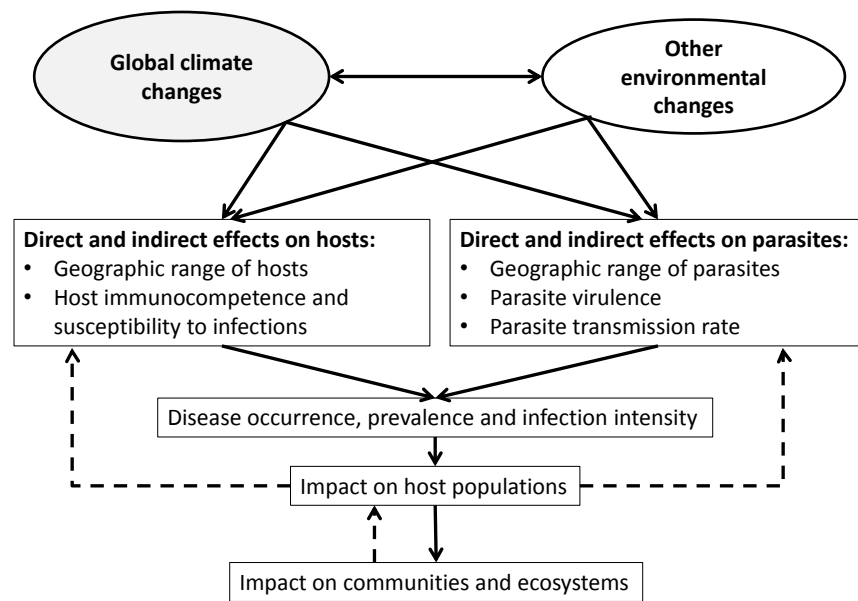 Global climate
changes
Other
environmental
changes
Direct and indirect effects on hosts:
• Geographic range of hosts
• Host immunocompetence and
susceptibility to infections
Direct and indirect effects on parasites:
• Geographic range of parasites
• Parasite virulence
• Parasite transmission rate
Disease occurrence, prevalence and infection intensity
Impact on host populations
Impact on communities and ecosystems